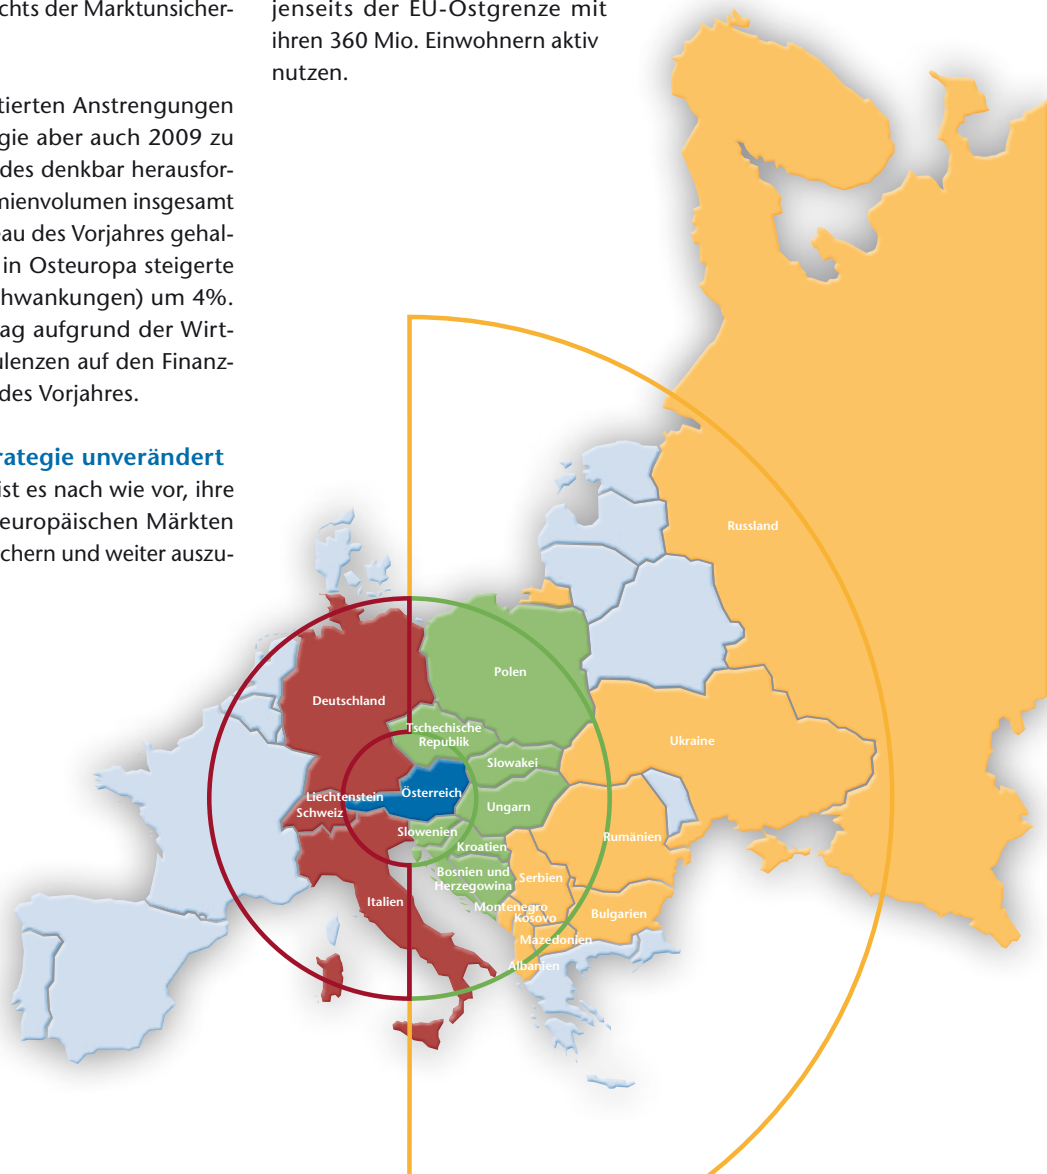 chts der Marktunsicher-
tierten Anstrengungen
gie aber auch 2009 zu
des denkbar herausfor-
mienvolumen insgesamt
eau des Vorjahres gehal-
in Osteuropa steigerte
hwankungen) um 4%.
ag aufgrund der Wirt-
ulenzen auf den Finanz-
des Vorjahres.
rategie unverändert
ist es nach wie vor, ihre
europäischen Märkten
chern und weiter auszu-
jenseits der EU-Ostgrenze mit
ihren 360 Mio. Einwohnern aktiv
nutzen.
Russland
Polen
Deutschland
Tschechische
Republik
Ukraine
Slowakei
Österreich
Liechtenstein
Schweiz
Ungarn
Slowenien
Rumänien
Kroatien
Bosnien und
Herzegowina
Serbien
Italien
Montenegro
Kosovo
Bulgarien
Mazedonien
Albanien